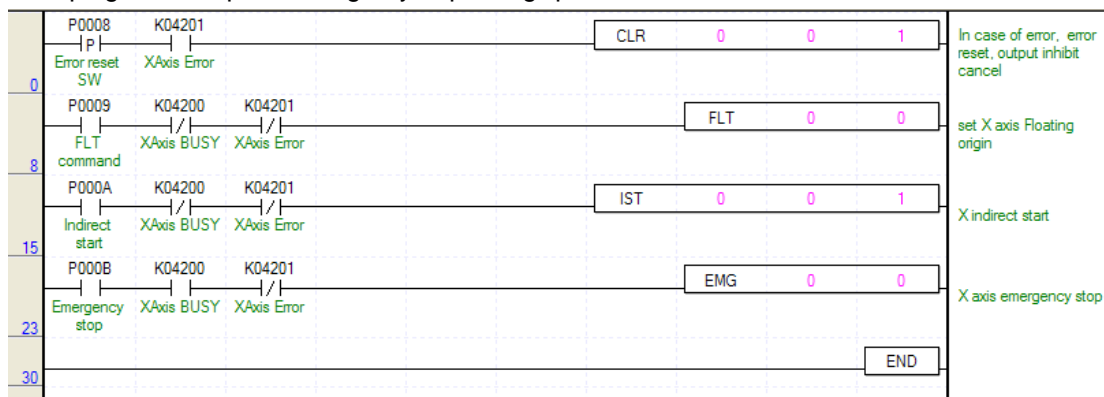 P0008 K04201
P
CLR 0 0 1
Error reset
SW
XAxis Error
In case of error, error
reset, output inhibit
cancel
0
P0009 K04200 K04201
FLT 0 0
FLT
command
XAxis BUSY XAxis Error
set X axis Floating
origin
8
P000A K04200 K04201
IST 0 0 1
Indirect
start
XAxis BUSY XAxis Error
X indirect start
15
P000B K04200 K04201
EMG 0 0
Emergency
stop
XAxis BUSY XAxis Error
X axis emergency stop
23
END
30